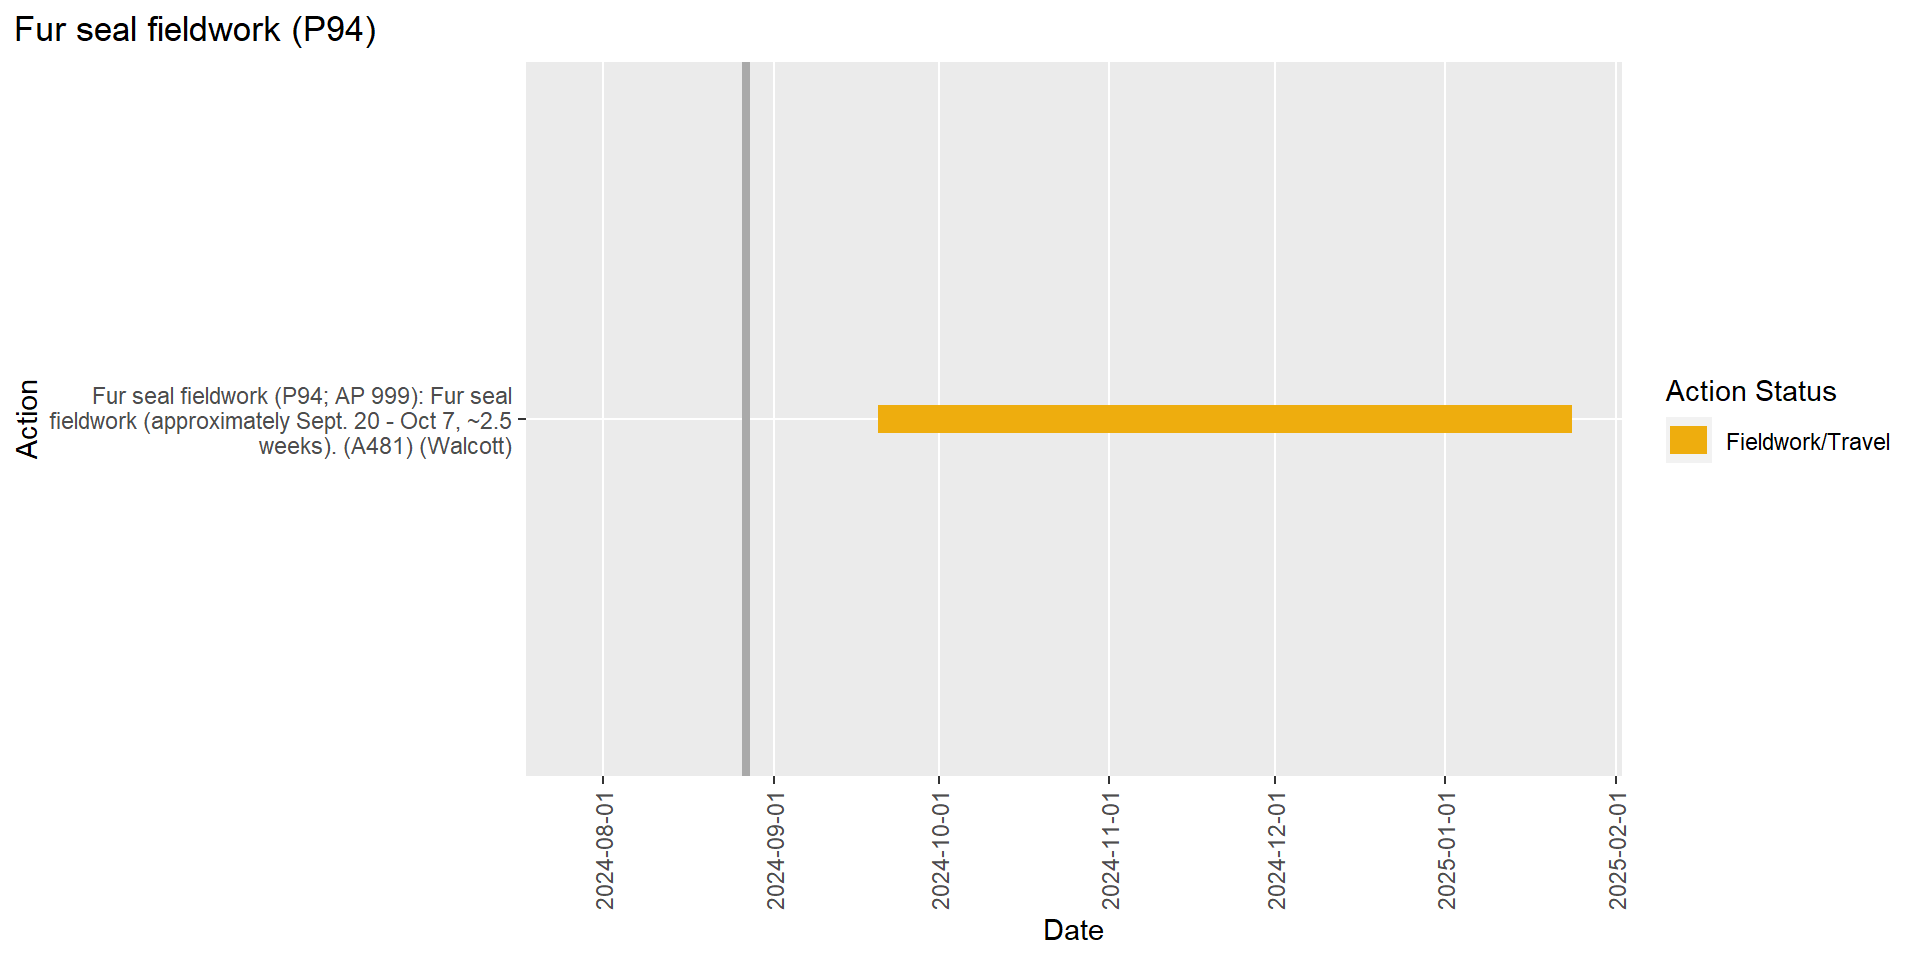 Fur seal fieldwork (P94)
Action
Fur seal fieldwork (P94; AP 999): Fur seal
fieldwork (approximately Sept. 20 - Oct 7, ~2.5
weeks). (A481) (Walcott)
Action Status
Fieldwork/Travel
2024-08-01
2024-09-01
2024-10-01
2024-11-01
2024-12-01
2025-01-01
2025-02-01
Date